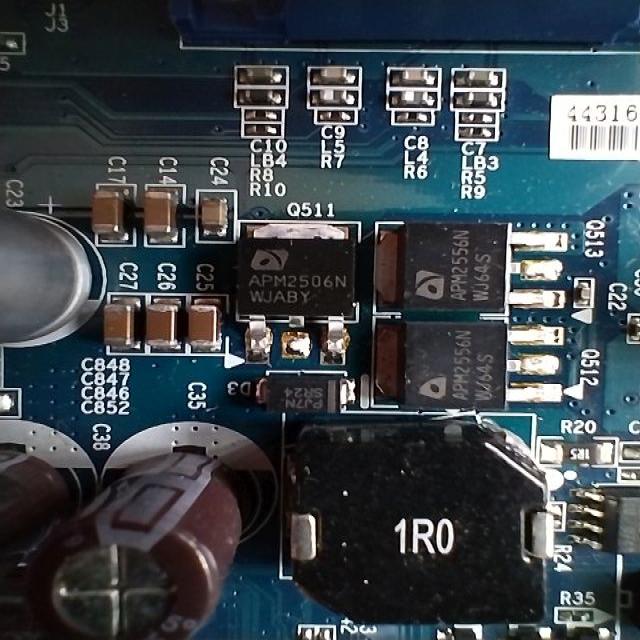 J1
J3
5
44316
C10
LB4
R8
R10
C9
L5
R7
C8
L4
R6
C7
LB3
R5
R9
C17
C14
C24
C23
+
Q511
APM2506N
WJABY
APM2556N
WJ64S
Q513
C27
C26
C25
C22
APM2556N
WJ64S
Q512
C848
C847
C846
C852
C35
D3
C38
R20
1R0
R24
R35